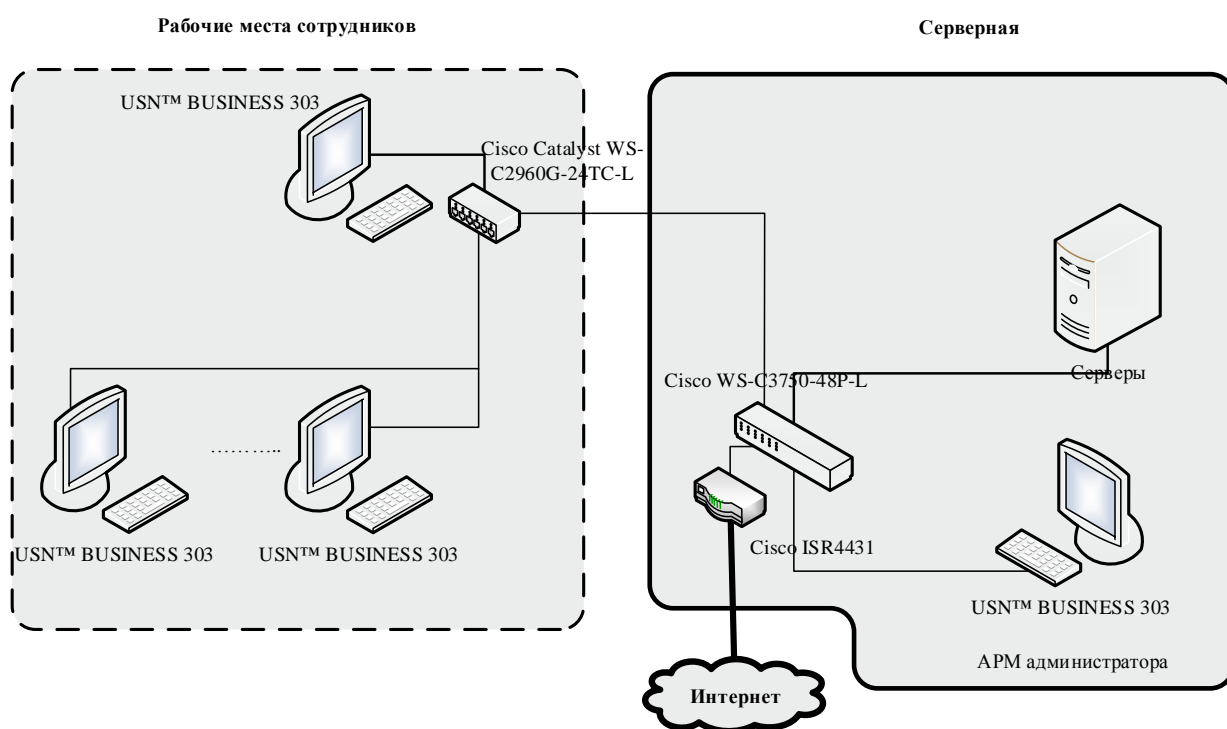 Рабочие места сотрудников
Серверная
USN™ BUSINESS 303
Cisco Catalyst WS-
C2960G-24TC-L
Серверы
Cisco WS-C3750-48P-L
………..
USN™ BUSINESS 303
USN™ BUSINESS 303
Cisco ISR4431
USN™ BUSINESS 303
АРМ администратора
Интернет